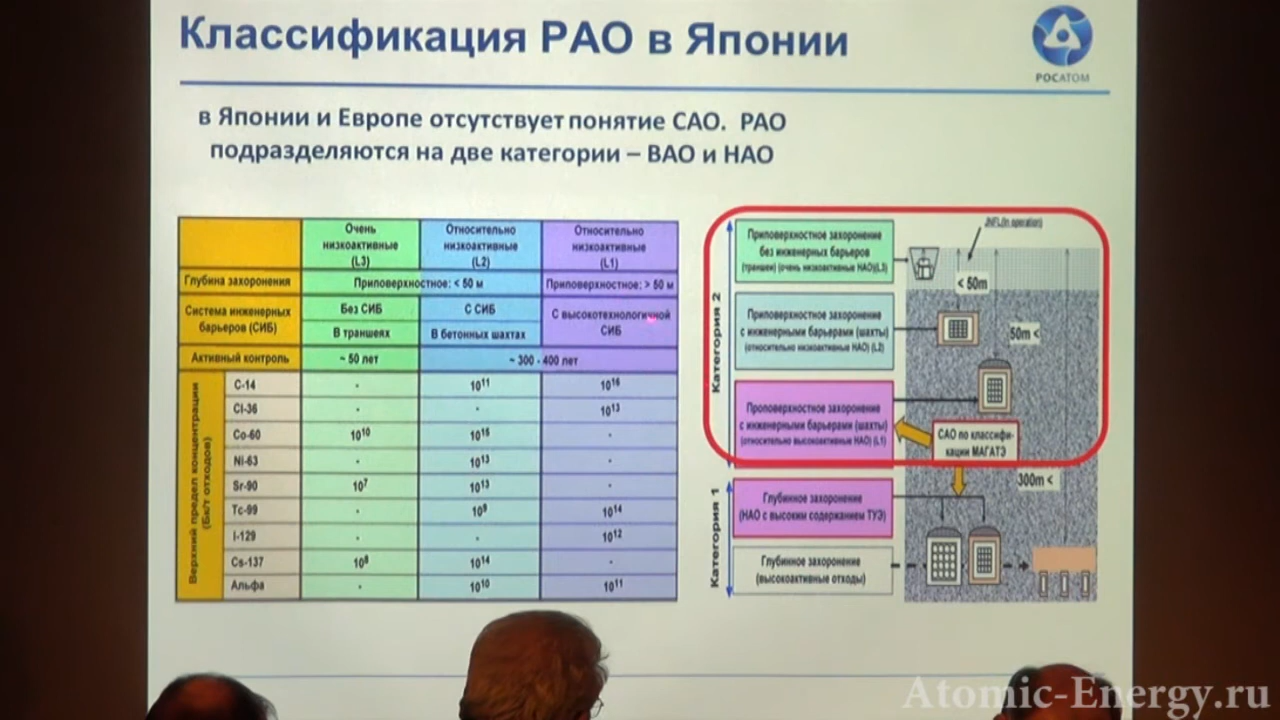 Классификация РАО в Японии
РОСАТОМ
в Японии и Европе отсутствует понятие САО. РАО
подразделяются на две категории – ВАО и НАО
Очень
низкоактивные
(L3)
Относительно
низкоактивные
(L2)
Относительно
низкоактивные
(L1)
Глубина захоронения
Приповерхностное: < 50 м
Приповерхностное: > 50 м
Система инженерных
барьеров (СИБ)
Без СИБ
С СИБ
С высокотехнологичной
СИБ
В траншеях
В бетонных шахтах
Активный контроль
~ 50 лет
~ 300 - 400 лет
Верхний предел концентрации
(Бк/т отходов)
C-14 - 10¹¹ 10¹⁶
Cl-36 - - 10¹³
Co-60 10¹⁰ 10¹⁵ -
Ni-63 - 10¹³ -
Sr-90 10⁷ 10¹³ -
Tc-99 - 10⁹ 10¹⁴
I-129 - - 10¹²
Cs-137 10⁸ 10¹⁴ -
Альфа - 10¹⁰ 10¹¹
Категория 2
Приповерхностное захоронение
без инженерных барьеров
(траншеи) (очень низкоактивные НАО)(L3)
Приповерхностное захоронение
с инженерными барьерами (шахты)
(относительно низкоактивные НАО) (L2)
Проповерхностное захоронение
с инженерными барьерами (шахты)
(относительно высокоактивные НАО) (L1)
JNFL(In operation)
< 50m
50m <
САО по классифи-
кации МАГАТЭ
300m <
Категория 1
Глубинное захоронение
(НАО с высоким содержанием ТУЭ)
Глубинное захоронение
(высокоактивные отходы)
Atomic-Energy.ru